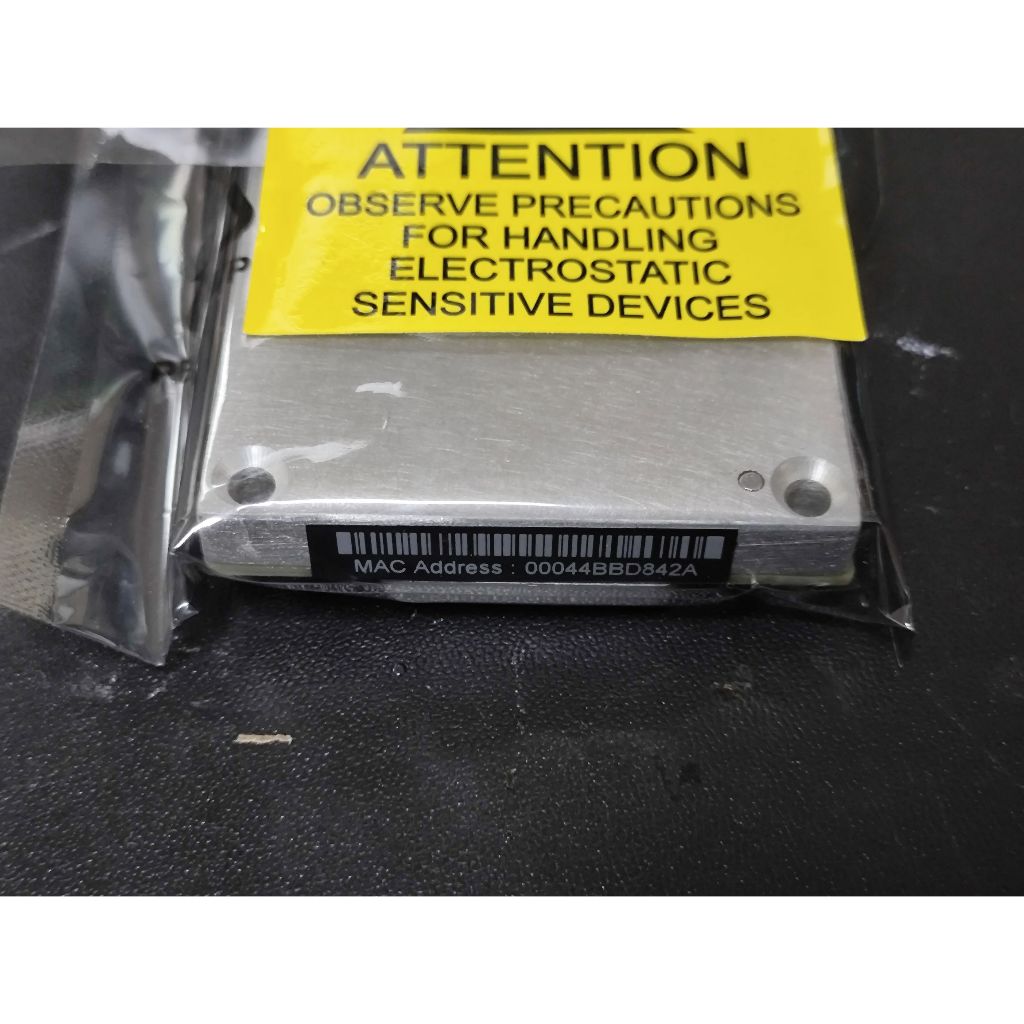 ATTENTION
OBSERVE PRECAUTIONS
FOR HANDLING
ELECTROSTATIC
SENSITIVE DEVICES
MAC Address : 00044BBD842A